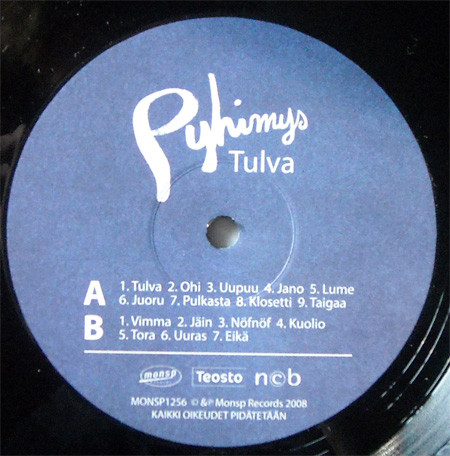 Pyhimys
Tulva
A 1. Tulva 2. Ohi 3. Uupuu 4. Jano 5. Lume
6. Juoru 7. Pulkasta 8. Klosetti 9. Taigaa
B 1. Vimma 2. Jäin 3. Nöfnöf 4. Kuolio
5. Tora 6. Uuras 7. Eikä
monsp Teosto ncb
MONSP1256 © &℗ Monsp Records 2008
KAIKKI OIKEUDET PIDÄTETÄÄN